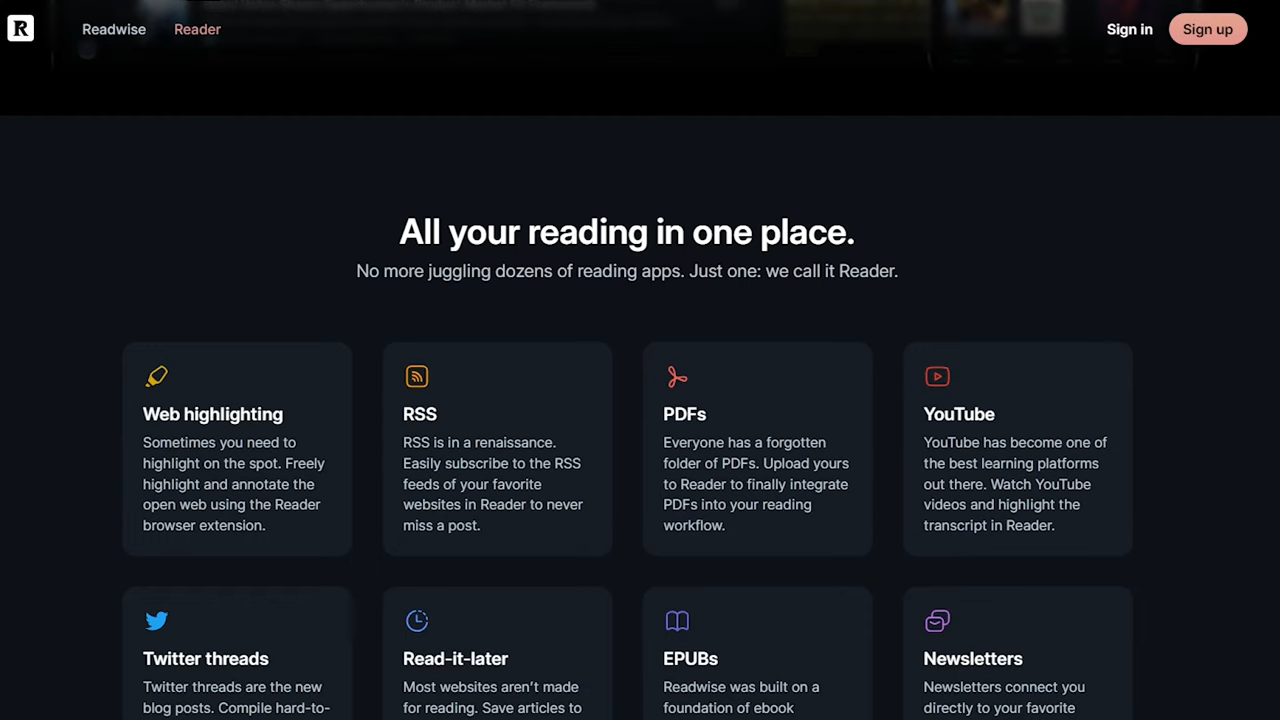 R
Readwise
Reader
Sign in
Sign up
All your reading in one place.
No more juggling dozens of reading apps. Just one: we call it Reader.
Web highlighting
Sometimes you need to
highlight on the spot. Freely
highlight and annotate the
open web using the Reader
browser extension.
RSS
RSS is in a renaissance.
Easily subscribe to the RSS
feeds of your favorite
websites in Reader to never
miss a post.
PDFs
Everyone has a forgotten
folder of PDFs. Upload yours
to Reader to finally integrate
PDFs into your reading
workflow.
YouTube
YouTube has become one of
the best learning platforms
out there. Watch YouTube
videos and highlight the
transcript in Reader.
Twitter threads
Twitter threads are the new
blog posts. Compile hard-to-
Read-it-later
Most websites aren't made
for reading. Save articles to
EPUBs
Readwise was built on a
foundation of ebook
Newsletters
Newsletters connect you
directly to your favorite